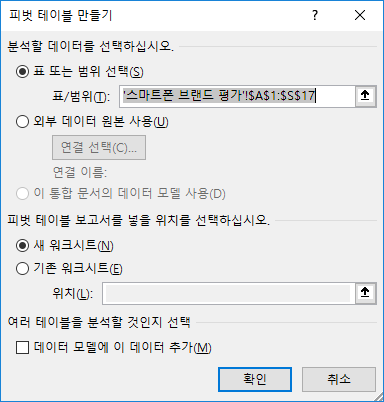 피벗 테이블 만들기
? ×
분석할 데이터를 선택하십시오.
표 또는 범위 선택(S)
표/범위(T): '스마트폰 브랜드 평가'!$A$1:$S$17
외부 데이터 원본 사용(U)
연결 선택(C)...
연결 이름:
이 통합 문서의 데이터 모델 사용(D)
피벗 테이블 보고서를 넣을 위치를 선택하십시오.
새 워크시트(N)
기존 워크시트(E)
위치(L):
여러 테이블을 분석할 것인지 선택
데이터 모델에 이 데이터 추가(M)
확인 취소